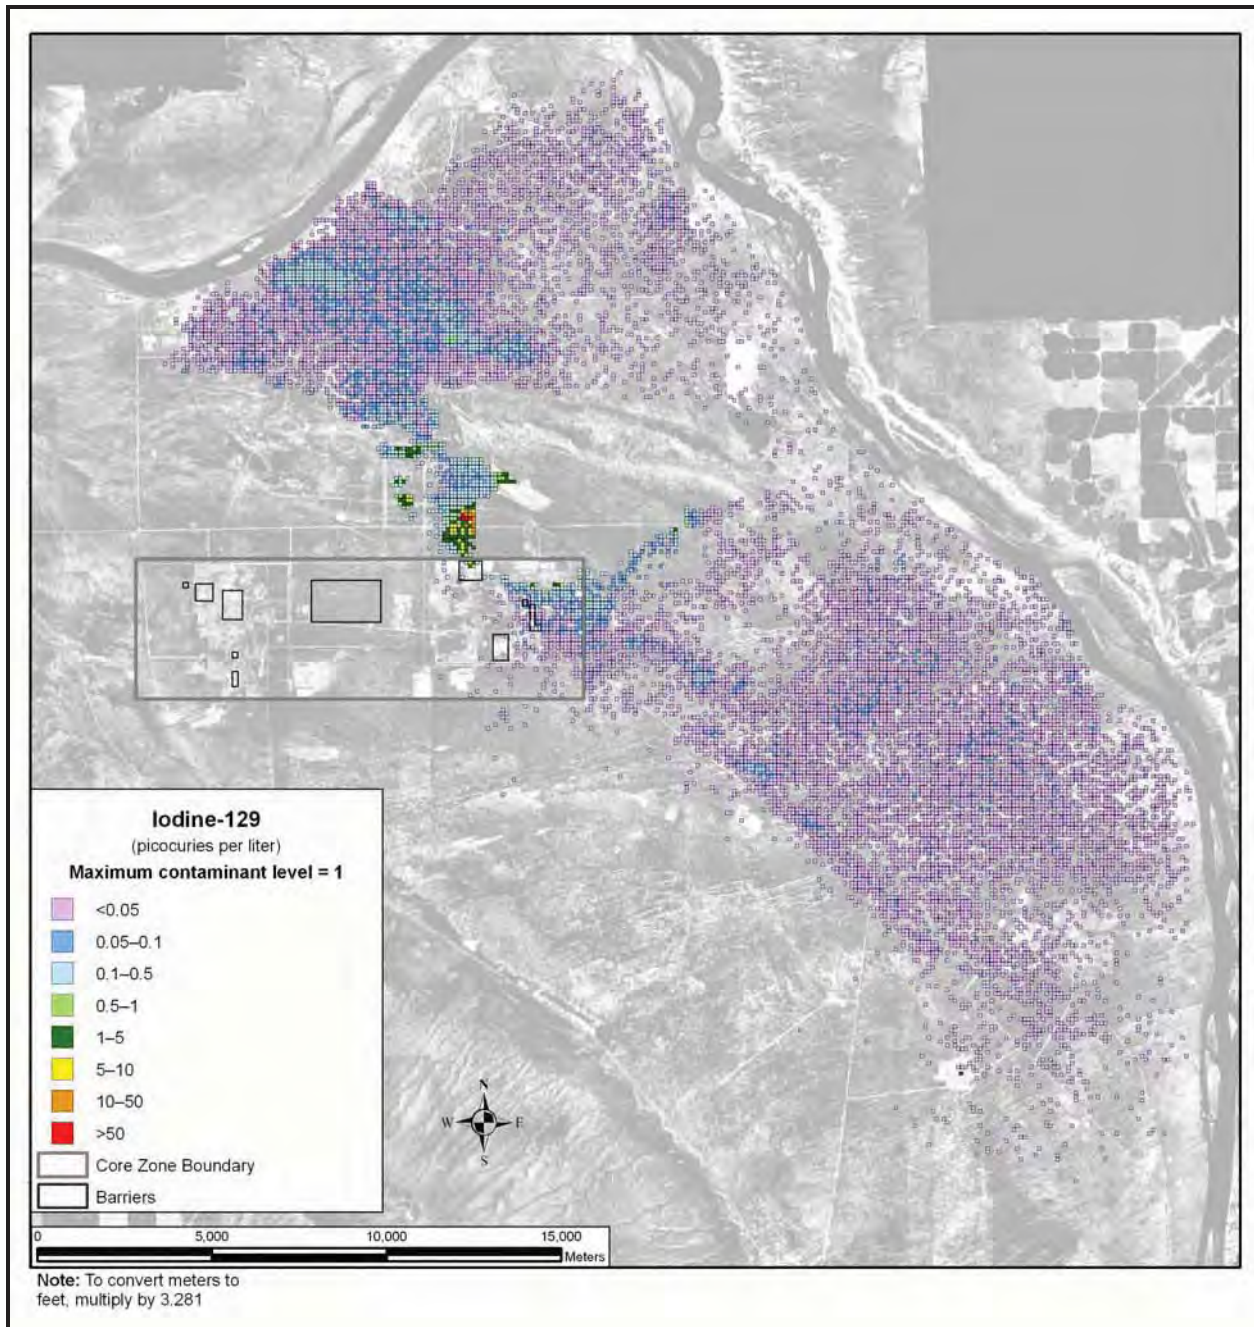 Iodine-129
(picocuries per liter)
Maximum contaminant level = 1
<0.05
0.05–0.1
0.1–0.5
0.5–1
1–5
5–10
10–50
>50
Core Zone Boundary
Barriers
N
W E
S
0 5,000 10,000 15,000
Meters
Note: To convert meters to
feet, multiply by 3.281